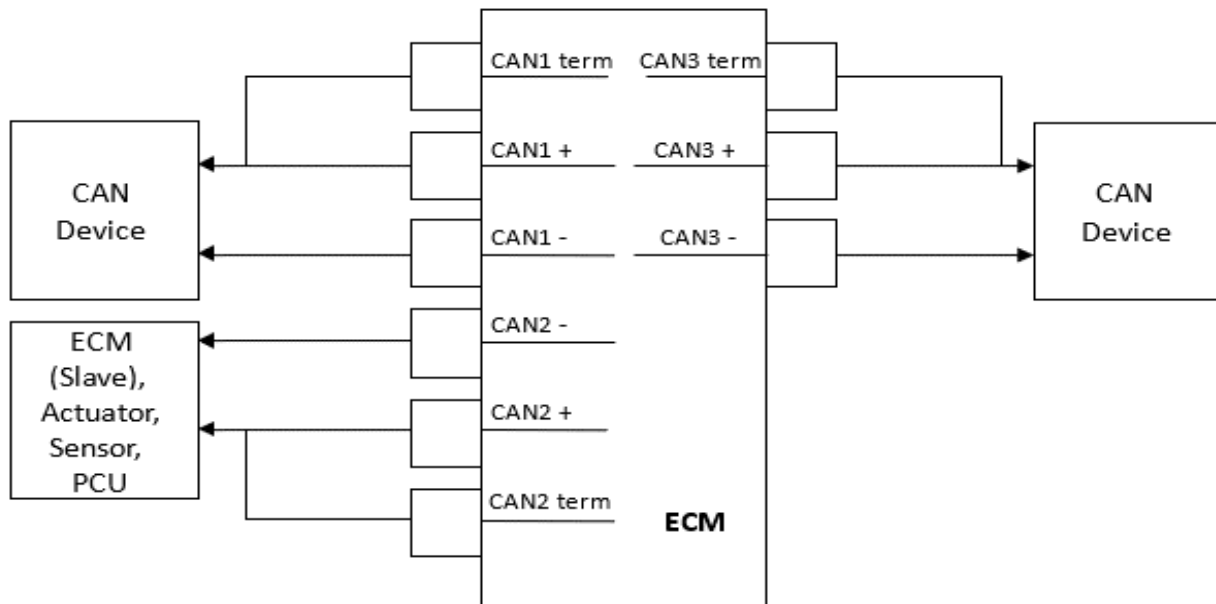 CAN1 term
CAN3 term
CAN1 +
CAN3 +
CAN
Device
CAN1 -
CAN3 -
CAN
Device
ECM
(Slave),
Actuator,
Sensor,
PCU
CAN2 -
CAN2 +
CAN2 term
ECM